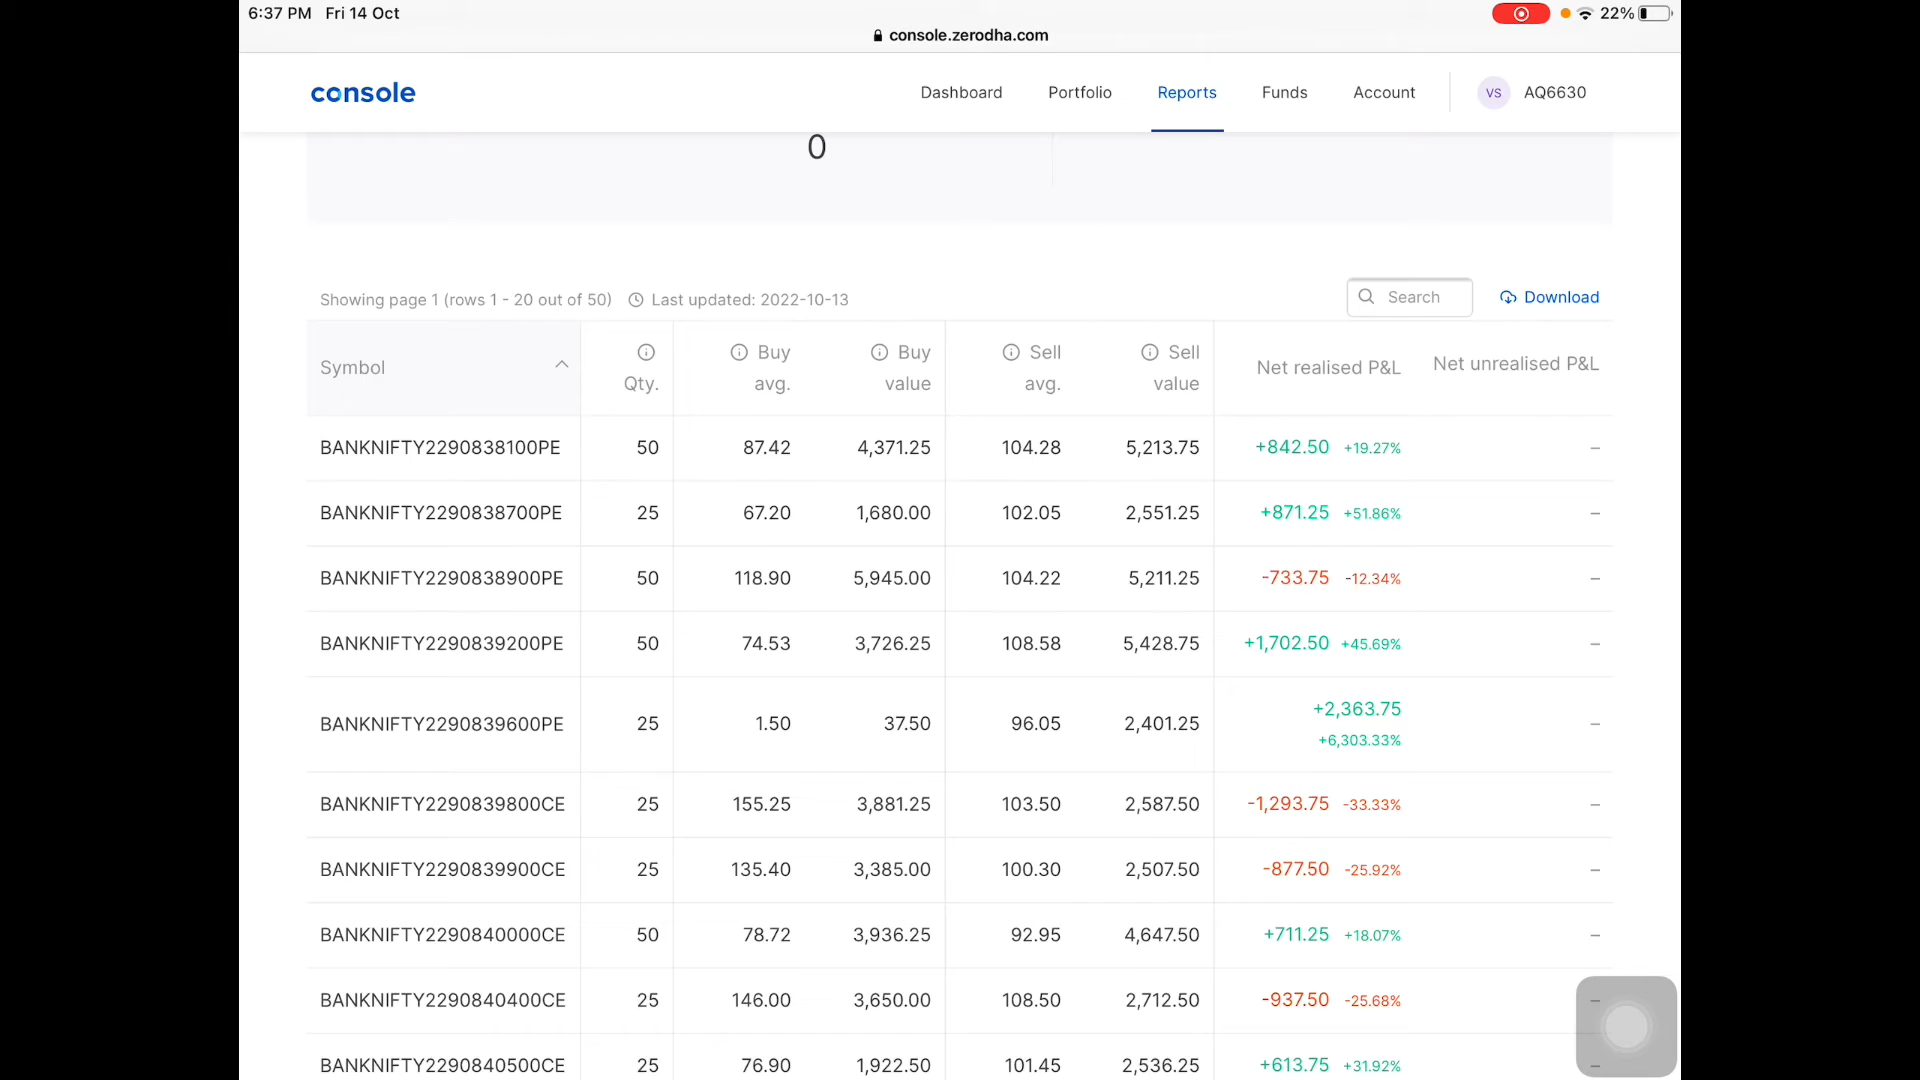 6:37 PM Fri 14 Oct 22%
console.zerodha.com
console Dashboard Portfolio Reports Funds Account VS AQ6630
0
Showing page 1 (rows 1 - 20 out of 50) Last updated: 2022-10-13 Search Download
Symbol Qty. Buy avg. Buy value Sell avg. Sell value Net realised P&L Net unrealised P&L
BANKNIFTY2290838100PE 50 87.42 4,371.25 104.28 5,213.75 +842.50 +19.27% –
BANKNIFTY2290838700PE 25 67.20 1,680.00 102.05 2,551.25 +871.25 +51.86% –
BANKNIFTY2290838900PE 50 118.90 5,945.00 104.22 5,211.25 -733.75 -12.34% –
BANKNIFTY2290839200PE 50 74.53 3,726.25 108.58 5,428.75 +1,702.50 +45.69% –
BANKNIFTY2290839600PE 25 1.50 37.50 96.05 2,401.25 +2,363.75 +6,303.33% –
BANKNIFTY2290839800CE 25 155.25 3,881.25 103.50 2,587.50 -1,293.75 -33.33% –
BANKNIFTY2290839900CE 25 135.40 3,385.00 100.30 2,507.50 -877.50 -25.92% –
BANKNIFTY2290840000CE 50 78.72 3,936.25 92.95 4,647.50 +711.25 +18.07% –
BANKNIFTY2290840400CE 25 146.00 3,650.00 108.50 2,712.50 -937.50 -25.68% –
BANKNIFTY2290840500CE 25 76.90 1,922.50 101.45 2,536.25 +613.75 +31.92% –